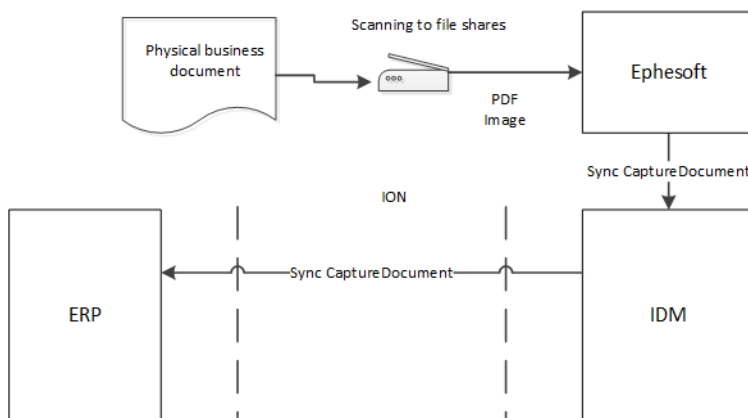 Scanning to file shares
Physical business
document
Ephesoft
PDF
Image
Sync CaptureDocument
ION
Sync CaptureDocument
ERP
IDM